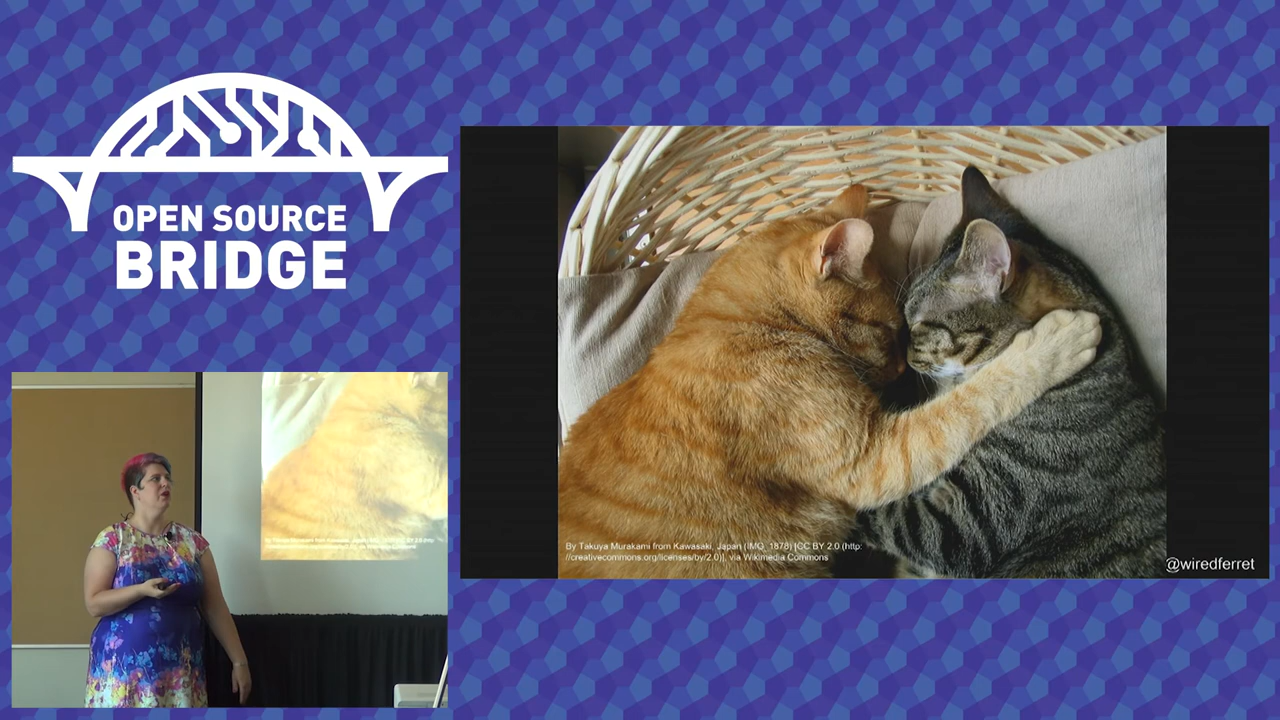 OPEN SOURCE
BRIDGE
By Takuya Murakami from Kawasaki, Japan (IMG_1878) [CC BY 2.0 (http:
//creativecommons.org/licenses/by/2.0)], via Wikimedia Commons
@wiredferret